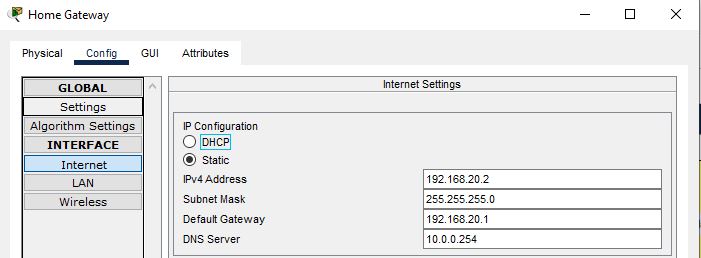 Home Gateway
Physical Config GUI Attributes
GLOBAL
Settings
Algorithm Settings
INTERFACE
Internet
LAN
Wireless
Internet Settings
IP Configuration
DHCP
Static
IPv4 Address 192.168.20.2
Subnet Mask 255.255.255.0
Default Gateway 192.168.20.1
DNS Server 10.0.0.254